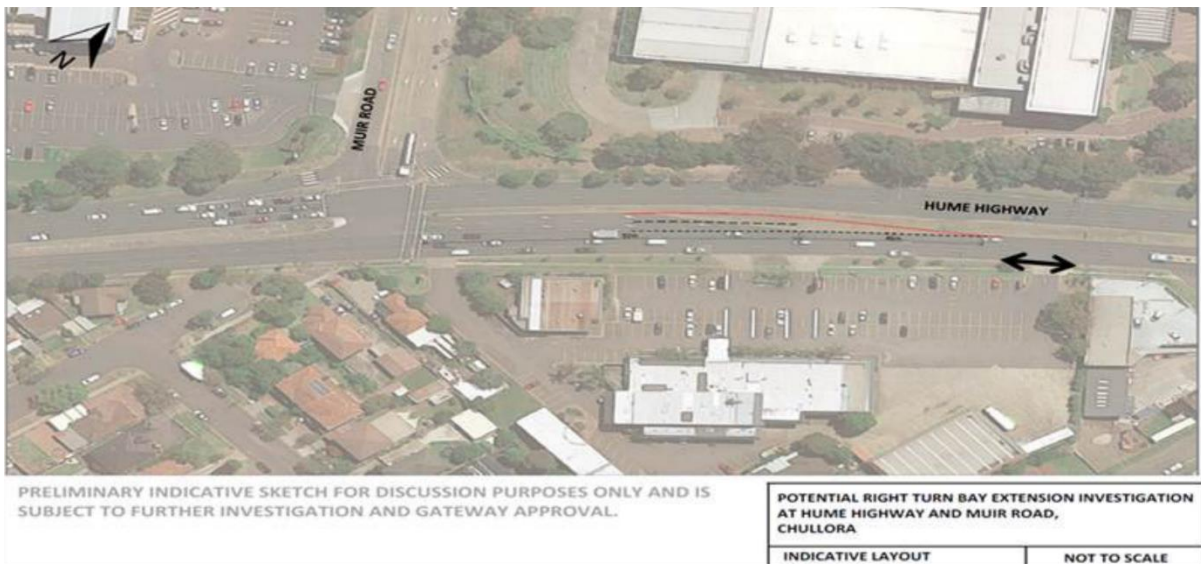 N
MUIR ROAD
HUME HIGHWAY
PRELIMINARY INDICATIVE SKETCH FOR DISCUSSION PURPOSES ONLY AND IS
SUBJECT TO FURTHER INVESTIGATION AND GATEWAY APPROVAL.
POTENTIAL RIGHT TURN BAY EXTENSION INVESTIGATION
AT HUME HIGHWAY AND MUIR ROAD,
CHULLORA
INDICATIVE LAYOUT
NOT TO SCALE